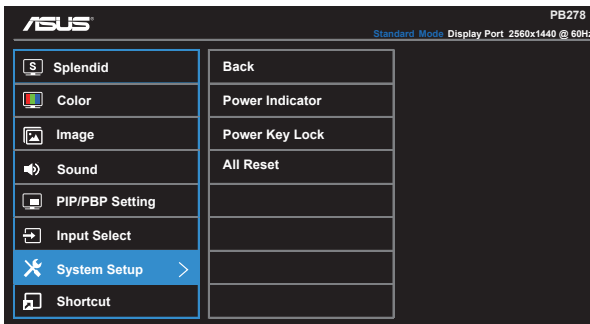 ASUS
PB278
Standard Mode Display Port 2560x1440 @ 60Hz
S Splendid
Color
Image
Sound
PIP/PBP Setting
Input Select
System Setup
Shortcut
Back
Power Indicator
Power Key Lock
All Reset